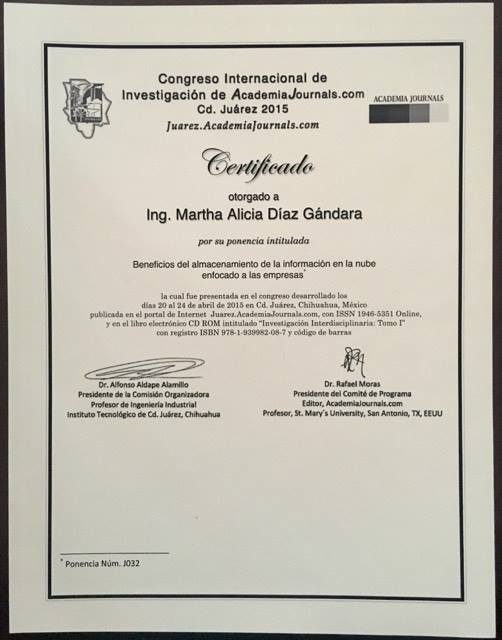 Congreso Internacional de
Investigación de AcademiaJournals.com
Cd. Juárez 2015
Juarez.AcademiaJournals.com
ACADEMIA JOURNALS
Certificado
otorgado a
Ing. Martha Alicia Díaz Gándara
por su ponencia intitulada
Beneficios del almacenamiento de la información en la nube
enfocado a las empresas*
la cual fue presentada en el congreso desarrollado los
días 20 al 24 de abril de 2015 en Cd. Juárez, Chihuahua, México
publicada en el portal de Internet Juarez.AcademiaJournals.com, con ISSN 1946-5351 Online,
y en el libro electrónico CD ROM intitulado "Investigación Interdisciplinaria: Tomo I"
con registro ISBN 978-1-939982-08-7 y código de barras
Dr. Alfonso Aldape Alamillo
Presidente de la Comisión Organizadora
Profesor de Ingeniería Industrial
Instituto Tecnológico de Cd. Juárez, Chihuahua
Dr. Rafael Moras
Presidente del Comité de Programa
Editor, AcademiaJournals.com
Profesor, St. Mary's University, San Antonio, TX, EEUU
* Ponencia Núm. J032